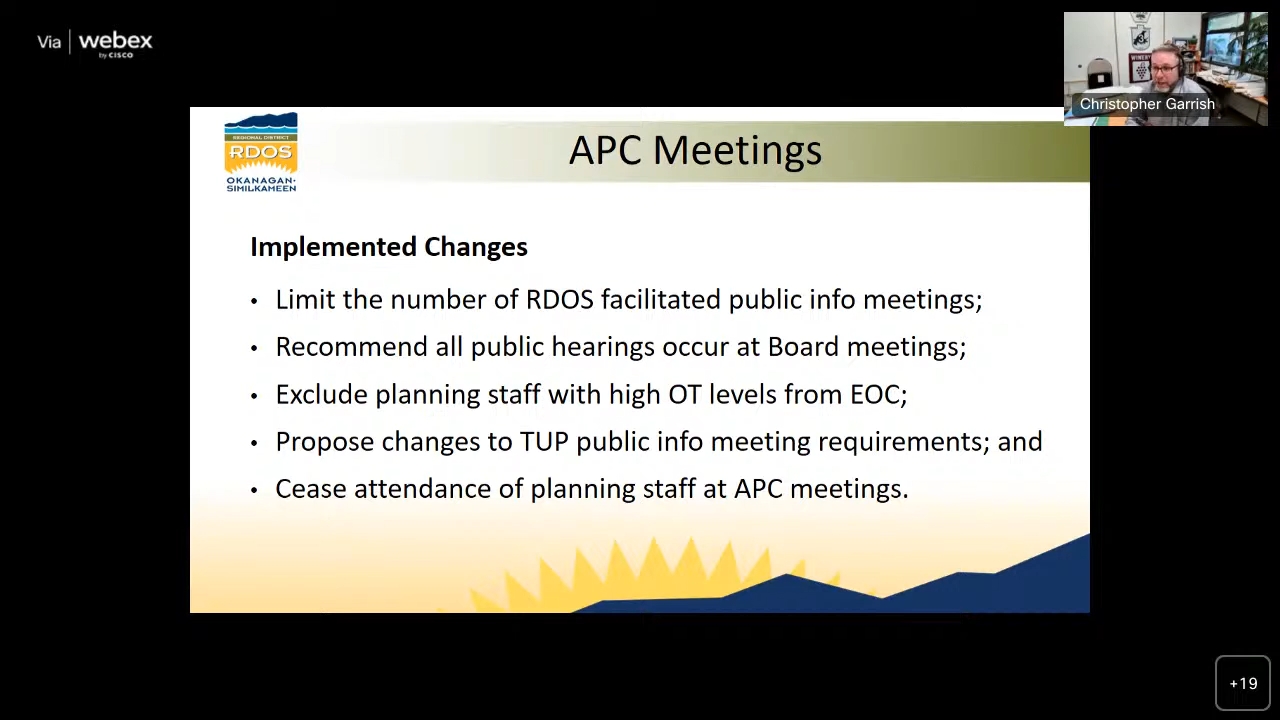 Via webex
by CISCO
Christopher Garrish
REGIONAL DISTRICT
RDOS
OKANAGAN-
SIMILKAMEEN
APC Meetings
Implemented Changes
• Limit the number of RDOS facilitated public info meetings;
• Recommend all public hearings occur at Board meetings;
• Exclude planning staff with high OT levels from EOC;
• Propose changes to TUP public info meeting requirements; and
• Cease attendance of planning staff at APC meetings.
+19